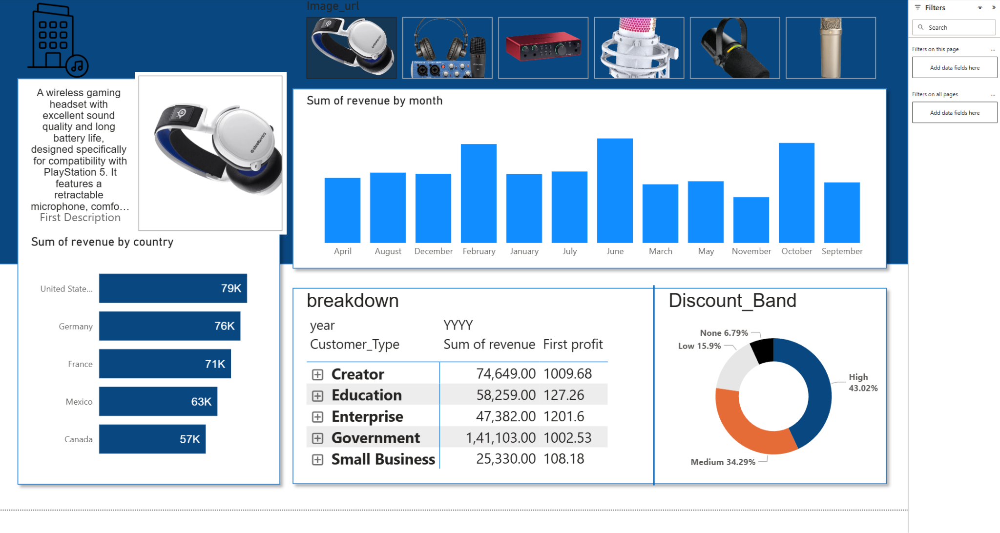 Image_url
A wireless gaming
headset with
excellent sound
quality and long
battery life,
designed specifically
for compatibility with
PlayStation 5. It
features a
retractable
microphone, comfo…
First Description
steelseries
Sum of revenue by country
United State...
79K
Germany
76K
France
71K
Mexico
63K
Canada
57K
Sum of revenue by month
April August December February January July June March May November October September
breakdown
year YYYY
Customer_Type Sum of revenue First profit
Creator 74,649.00 1009.68
Education 58,259.00 127.26
Enterprise 47,382.00 1201.6
Government 1,41,103.00 1002.53
Small Business 25,330.00 108.18
Discount_Band
None 6.79%
Low 15.9%
High
43.02%
Medium 34.29%
Filters
Search
Filters on this page ...
Add data fields here
Filters on all pages ...
Add data fields here